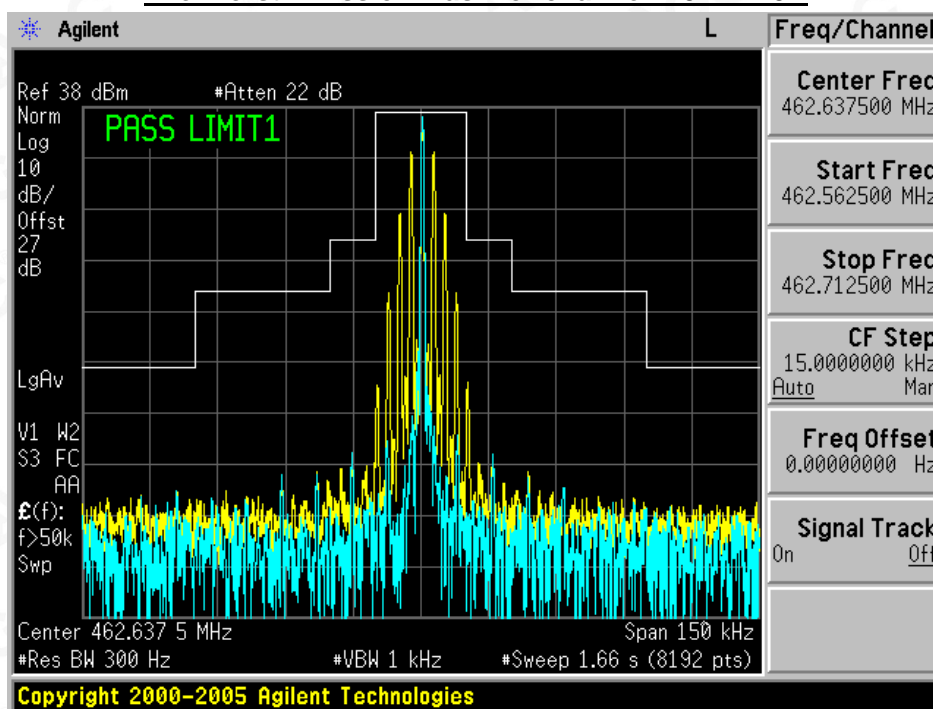 Agilent L Freq/Channel
Ref 38 dBm #Atten 22 dB
Norm
Log
10
dB/
Offst
27
dB
PASS LIMIT1
LgAv
V1 W2
S3 FC
AA
£(f):
f>50k
Swp
Center 462.637 5 MHz Span 150 kHz
#Res BW 300 Hz #VBW 1 kHz #Sweep 1.66 s (8192 pts)
Copyright 2000-2005 Agilent Technologies
Center Freq
462.637500 MHz
Start Freq
462.562500 MHz
Stop Freq
462.712500 MHz
CF Step
15.0000000 kHz
Auto Man
Freq Offset
0.00000000 Hz
Signal Track
On Off